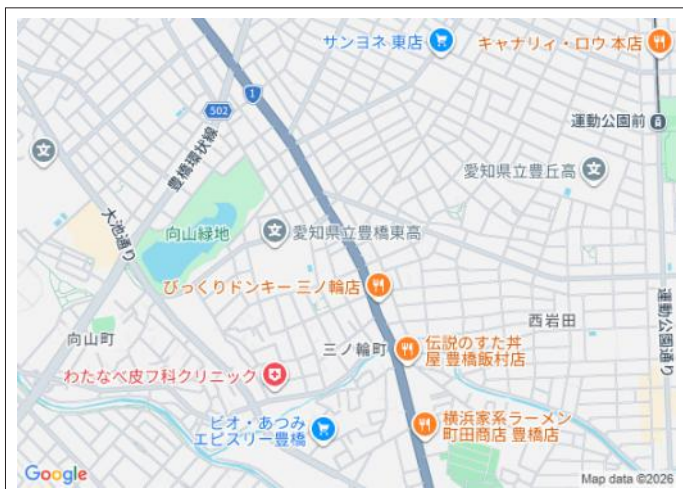 サンヨネ 東店
キャナリィ・ロウ 本店
1
502
豊橋環状線
運動公園前
愛知県立豊丘高
大池通り
向山緑地
愛知県立豊橋東高
びっくりドンキー 三ノ輪店
運動公園通り
西岩田
向山町
三ノ輪町
伝説のすた丼
屋 豊橋飯村店
わたなべ皮フ科クリニック
ビオ・あつみ
エピスリー豊橋
横浜家系ラーメン
町田商店 豊橋店
Google
Map data ©2026